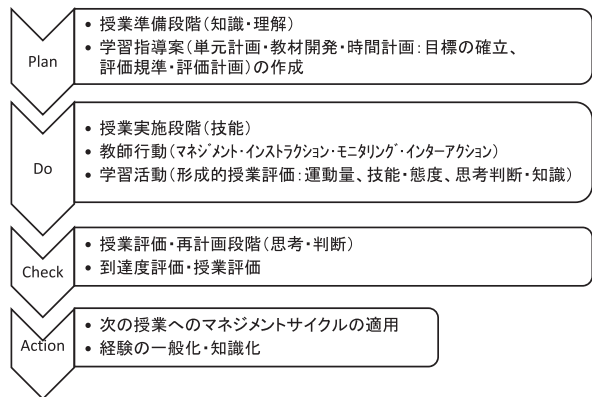 Plan
• 授業準備段階(知識・理解)
• 学習指導案(単元計画・教材開発・時間計画:目標の確立、
評価規準・評価計画)の作成
Do
• 授業実施段階(技能)
• 教師行動(ﾏﾈｼﾞﾒﾝﾄ・ｲﾝｽﾄﾗｸｼｮﾝ・ﾓﾆﾀﾘﾝｸﾞ・ｲﾝﾀｰｱｸｼｮﾝ)
• 学習活動(形成的授業評価:運動量、技能・態度、思考判断・知識)
Check
• 授業評価・再計画段階(思考・判断)
• 到達度評価・授業評価
Action
• 次の授業へのマネジメントサイクルの適用
• 経験の一般化・知識化